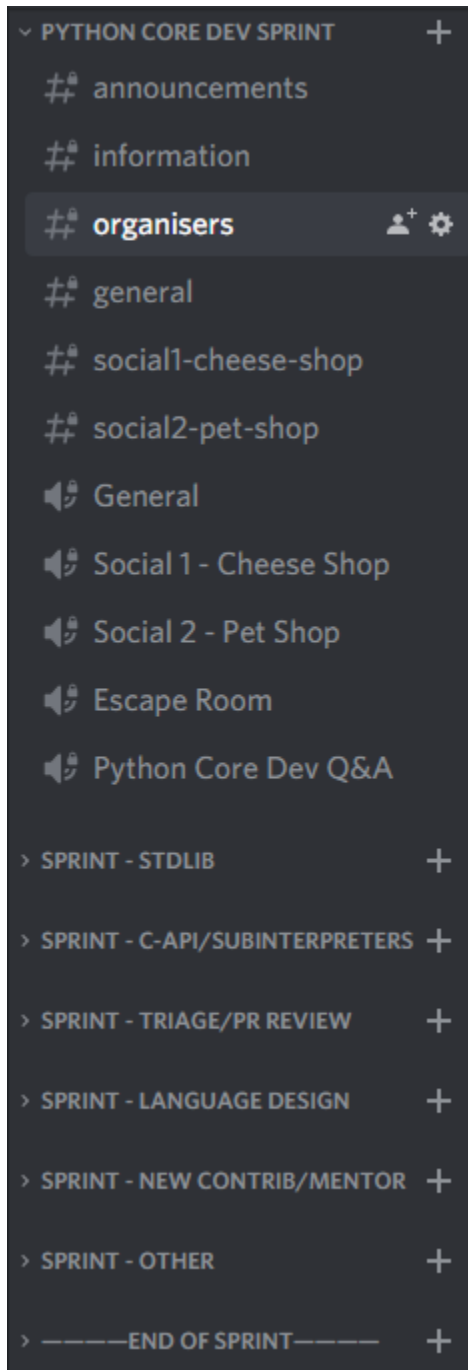 PYTHON CORE DEV SPRINT
announcements
information
organisers
general
social1-cheese-shop
social2-pet-shop
General
Social 1 - Cheese Shop
Social 2 - Pet Shop
Escape Room
Python Core Dev Q&A
SPRINT - STDLIB
SPRINT - C-API/SUBINTERPRETERS
SPRINT - TRIAGE/PR REVIEW
SPRINT - LANGUAGE DESIGN
SPRINT - NEW CONTRIB/MENTOR
SPRINT - OTHER
————END OF SPRINT————